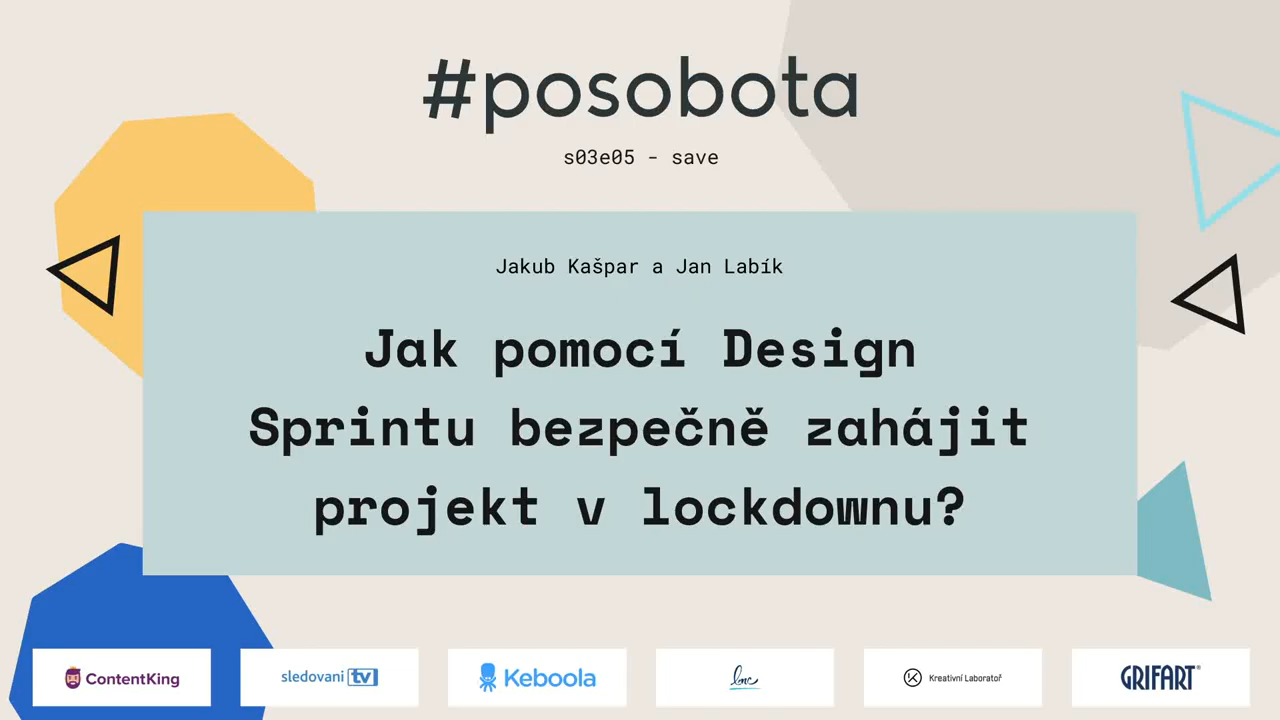 #posobota
s03e05 - save
Jakub Kašpar a Jan Labík
Jak pomocí Design
Sprintu bezpečně zahájit
projekt v lockdownu?
ContentKing
sledovani tv
Keboola
lmc
Kreativní Laboratoř
GRIFART®